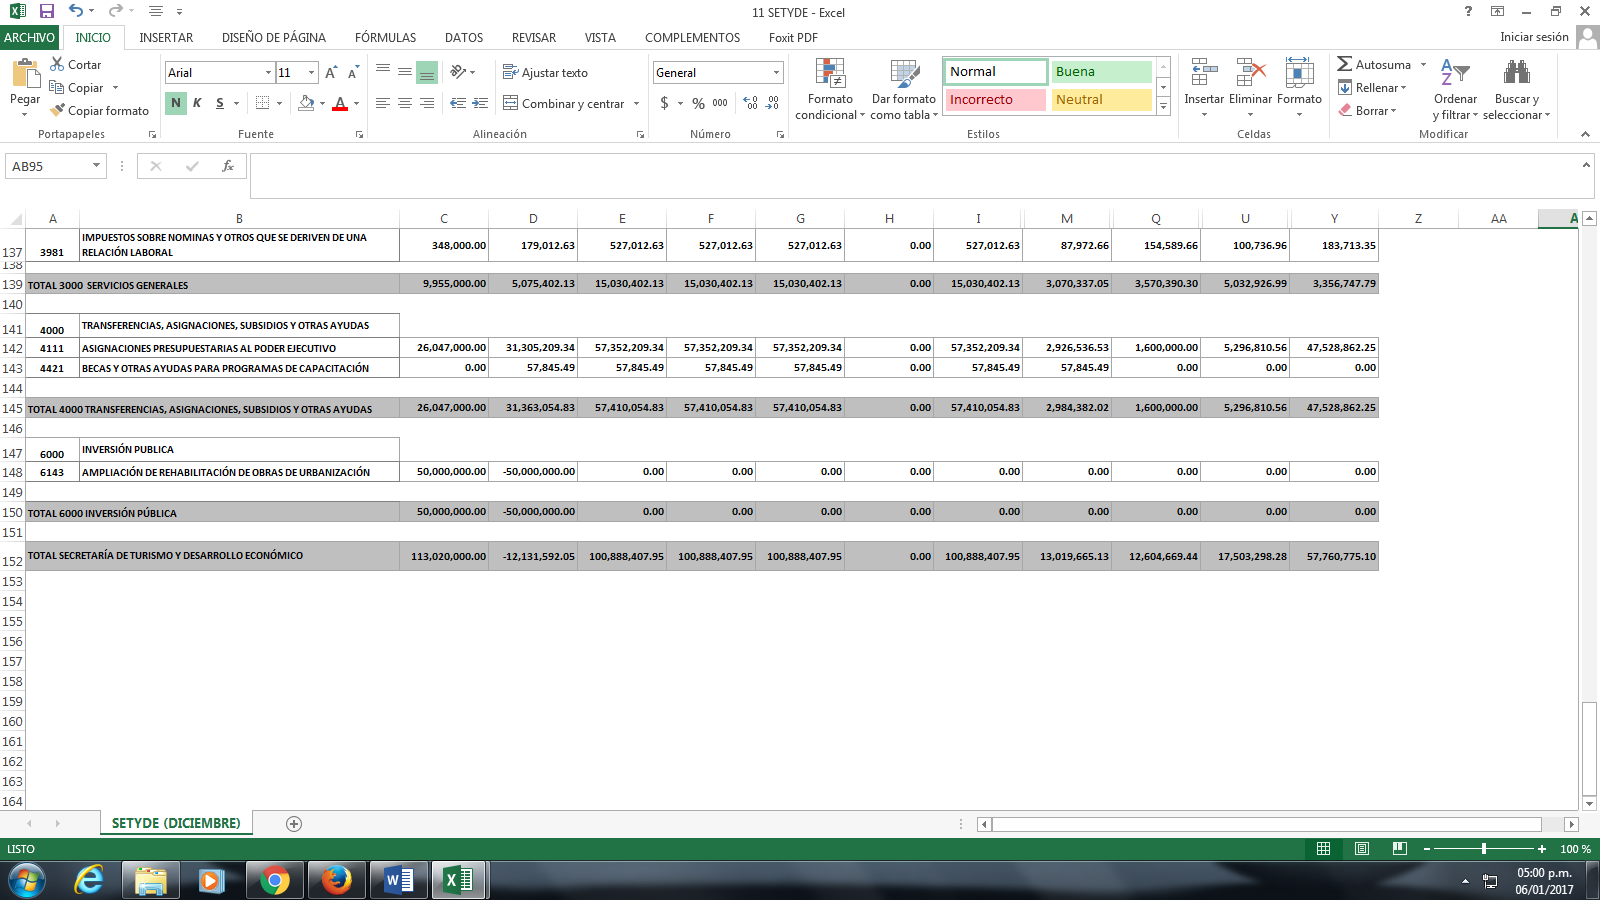 11 SETYDE - Excel
ARCHIVO INICIO INSERTAR DISEÑO DE PÁGINA FÓRMULAS DATOS REVISAR VISTA COMPLEMENTOS Foxit PDF Iniciar sesión
Pegar
Cortar
Copiar
Copiar formato
Portapapeles
Arial 11
N K S
Fuente
Ajustar texto
Combinar y centrar
Alineación
General
$ % 000
Número
Formato condicional
Dar formato como tabla
Normal Buena
Incorrecto Neutral
Estilos
Insertar Eliminar Formato
Celdas
Autosuma
Rellenar
Borrar
Ordenar y filtrar
Buscar y seleccionar
Modificar
AB95
A B C D E F G H I M Q U Y Z AA A
137 3981 IMPUESTOS SOBRE NOMINAS Y OTROS QUE SE DERIVEN DE UNA RELACIÓN LABORAL 348,000.00 179,012.63 527,012.63 527,012.63 527,012.63 0.00 527,012.63 87,972.66 154,589.66 100,736.96 183,713.35
138
139 TOTAL 3000 SERVICIOS GENERALES 9,955,000.00 5,075,402.13 15,030,402.13 15,030,402.13 15,030,402.13 0.00 15,030,402.13 3,070,337.05 3,570,390.30 5,032,926.99 3,356,747.79
140
141 4000 TRANSFERENCIAS, ASIGNACIONES, SUBSIDIOS Y OTRAS AYUDAS
142 4111 ASIGNACIONES PRESUPUESTARIAS AL PODER EJECUTIVO 26,047,000.00 31,305,209.34 57,352,209.34 57,352,209.34 57,352,209.34 0.00 57,352,209.34 2,926,536.53 1,600,000.00 5,296,810.56 47,528,862.25
143 4421 BECAS Y OTRAS AYUDAS PARA PROGRAMAS DE CAPACITACIÓN 0.00 57,845.49 57,845.49 57,845.49 57,845.49 0.00 57,845.49 57,845.49 0.00 0.00 0.00
144
145 TOTAL 4000 TRANSFERENCIAS, ASIGNACIONES, SUBSIDIOS Y OTRAS AYUDAS 26,047,000.00 31,363,054.83 57,410,054.83 57,410,054.83 57,410,054.83 0.00 57,410,054.83 2,984,382.02 1,600,000.00 5,296,810.56 47,528,862.25
146
147 6000 INVERSIÓN PUBLICA
148 6143 AMPLIACIÓN DE REHABILITACIÓN DE OBRAS DE URBANIZACIÓN 50,000,000.00 -50,000,000.00 0.00 0.00 0.00 0.00 0.00 0.00 0.00 0.00 0.00
149
150 TOTAL 6000 INVERSIÓN PÚBLICA 50,000,000.00 -50,000,000.00 0.00 0.00 0.00 0.00 0.00 0.00 0.00 0.00 0.00
151
152 TOTAL SECRETARÍA DE TURISMO Y DESARROLLO ECONÓMICO 113,020,000.00 -12,131,592.05 100,888,407.95 100,888,407.95 100,888,407.95 0.00 100,888,407.95 13,019,665.13 12,604,669.44 17,503,298.28 57,760,775.10
153
154
155
156
157
158
159
160
161
162
163
164
SETYDE (DICIEMBRE)
LISTO 100 %
05:00 p.m.
06/01/2017